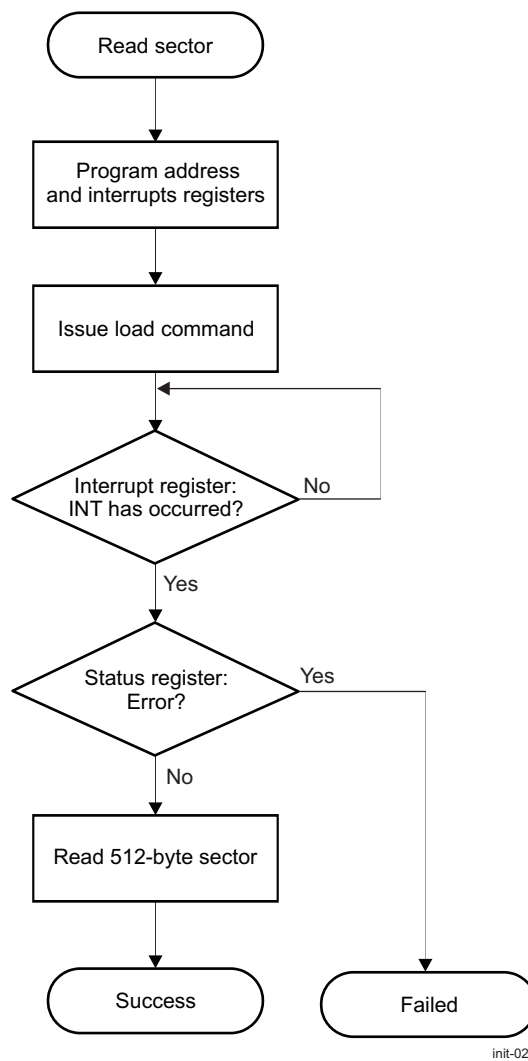 Read sector
Program address
and interrupts registers
Issue load command
Interrupt register:
INT has occurred?
No
Yes
Status register:
Error?
Yes
No
Read 512-byte sector
Success
Failed
init-02